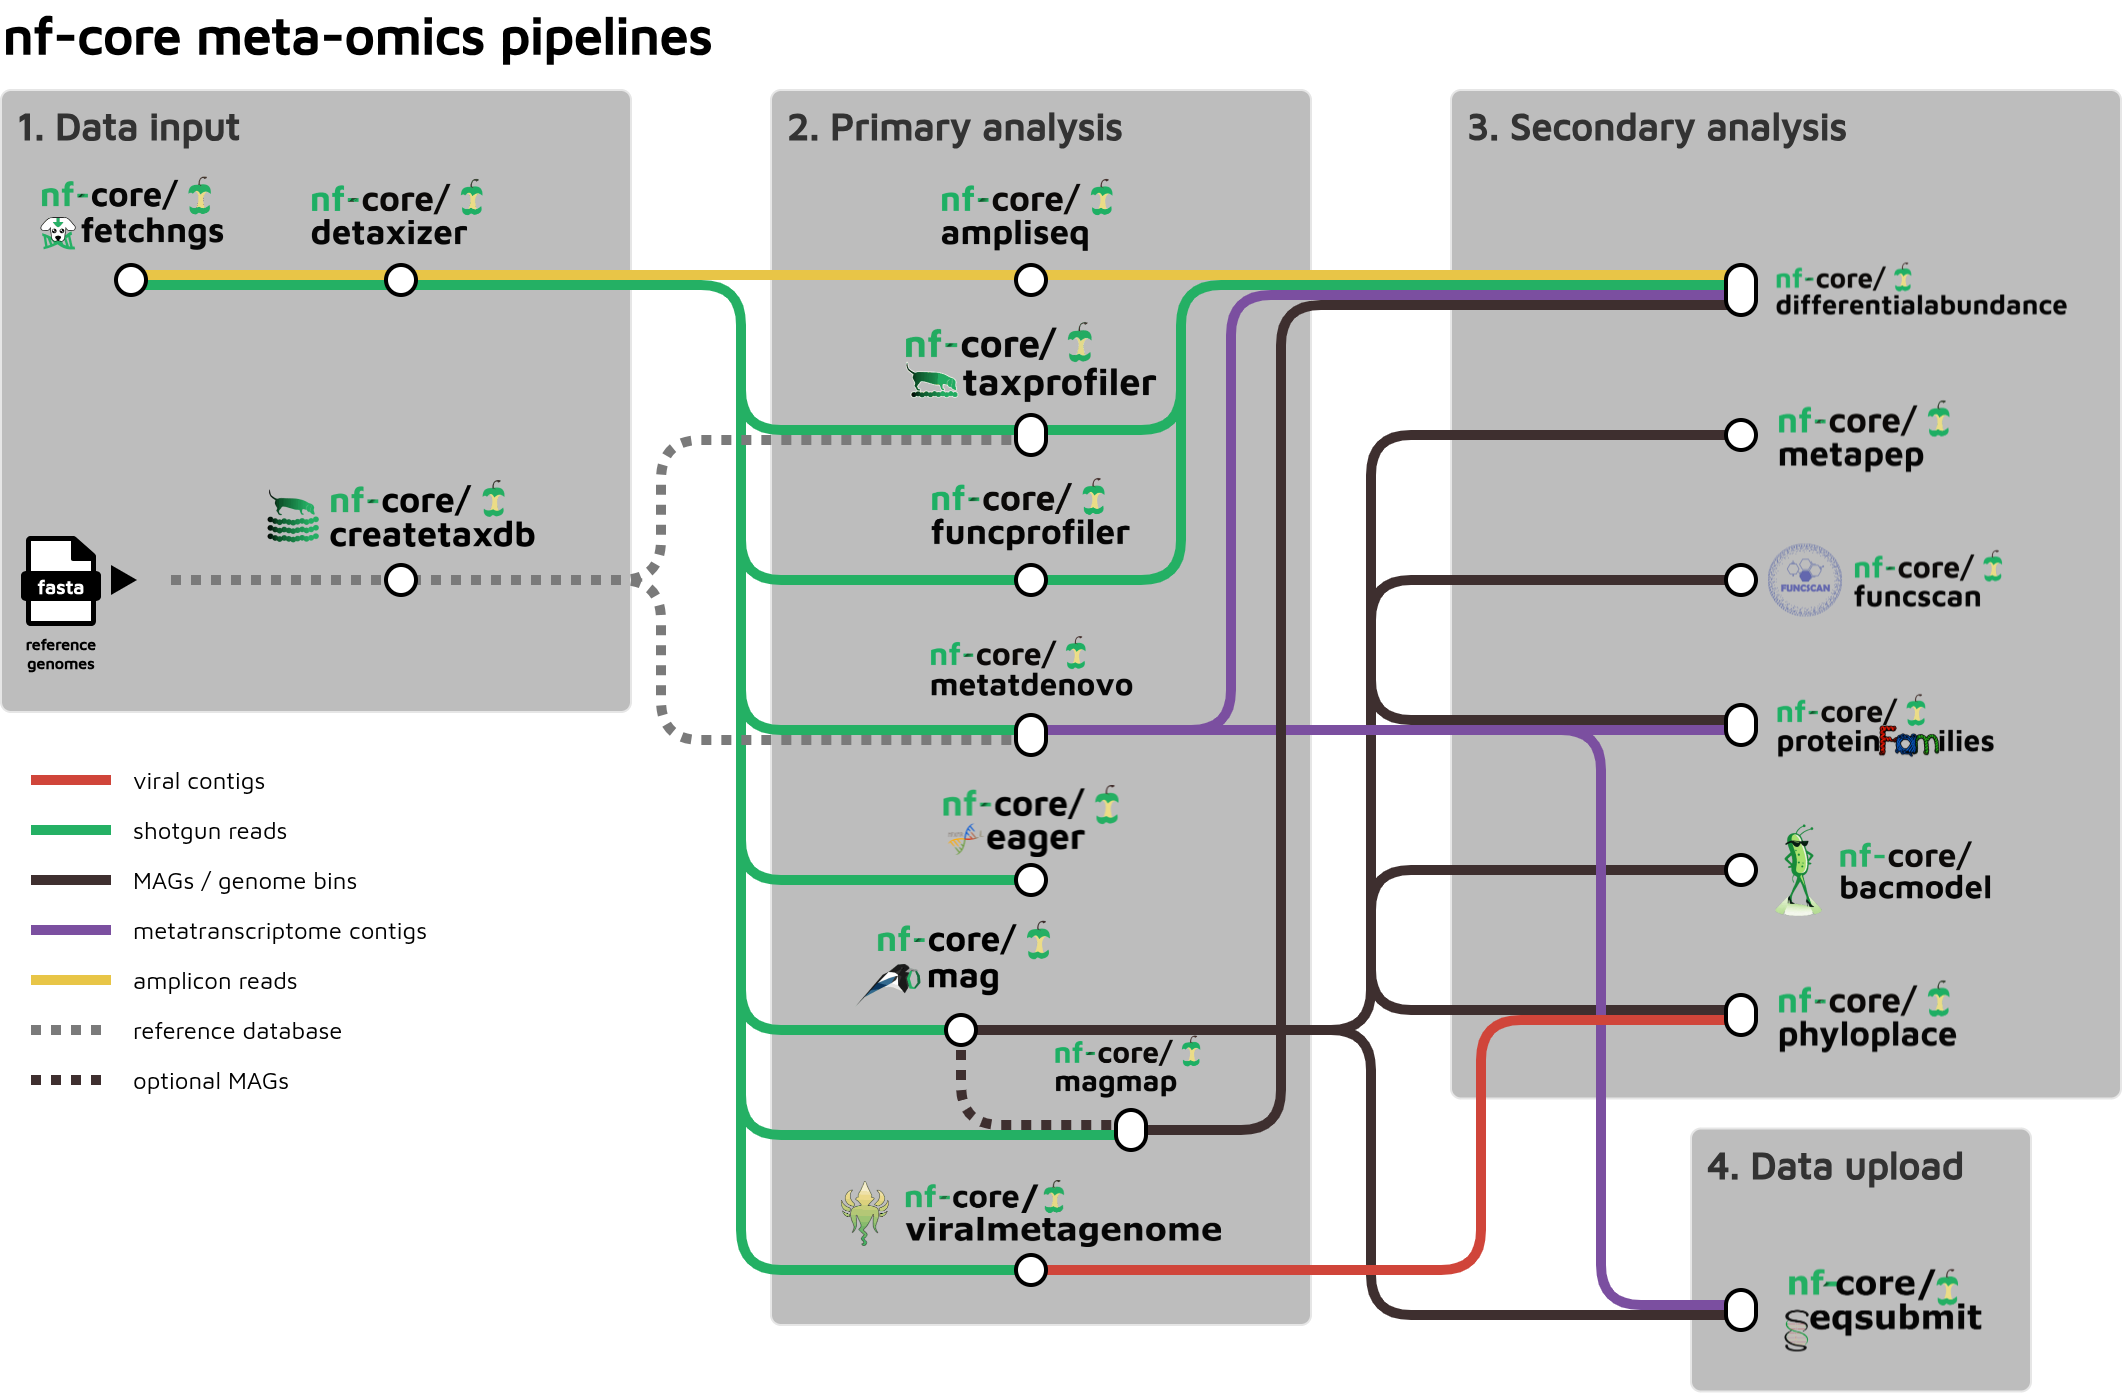 nf-core meta-omics pipelines
1. Data input
nf-core/
fetchngs
nf-core/
detaxizer
nf-core/
createtaxdb
fasta
reference
genomes
viral contigs
shotgun reads
MAGs / genome bins
metatranscriptome contigs
amplicon reads
reference database
optional MAGs
2. Primary analysis
nf-core/
ampliseq
nf-core/
taxprofiler
nf-core/
funcprofiler
nf-core/
metatdenovo
nf-core/
eager
nf-core/
mag
nf-core/
magmap
nf-core/
viralmetagenome
3. Secondary analysis
nf-core/
differentialabundance
nf-core/
metapep
FUNCSCAN
nf-core/
funcscan
nf-core/
proteinFamilies
nf-core/
bacmodel
nf-core/
phyloplace
4. Data upload
nf-core/
seqsubmit